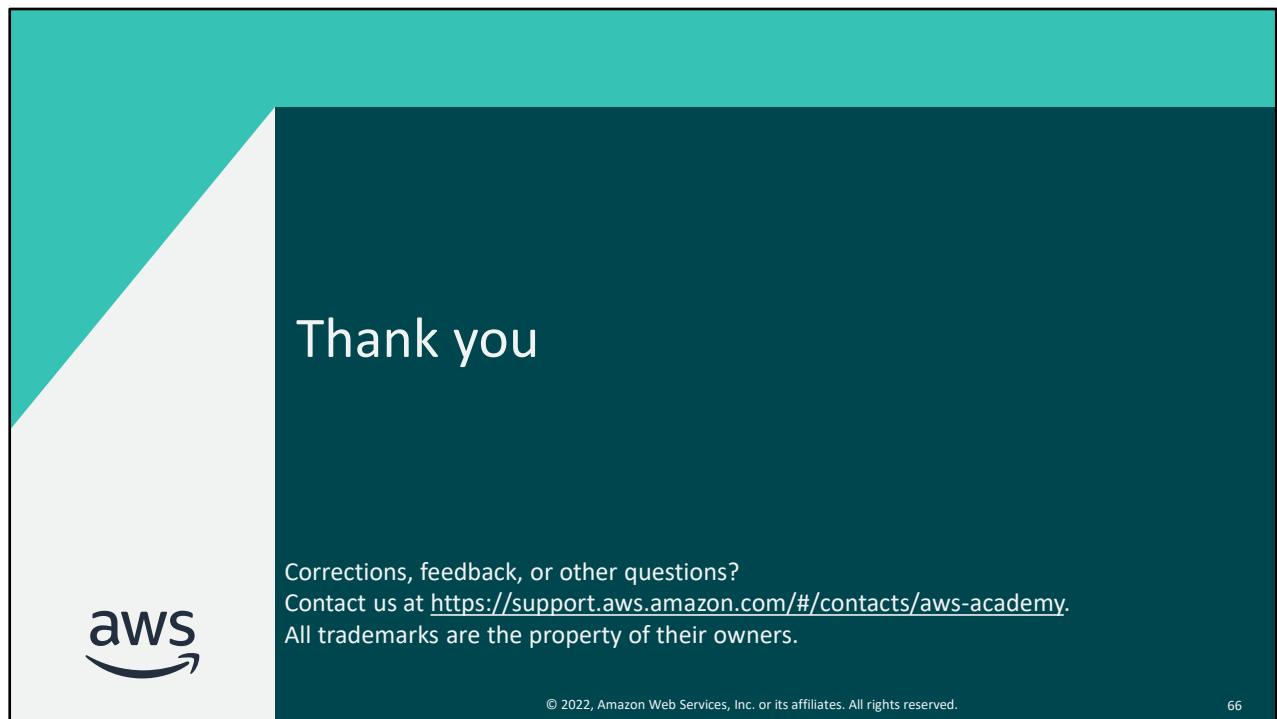 Thank you
Corrections, feedback, or other questions?
Contact us at https://support.aws.amazon.com/#/contacts/aws-academy.
All trademarks are the property of their owners.
aws
© 2022, Amazon Web Services, Inc. or its affiliates. All rights reserved.
66